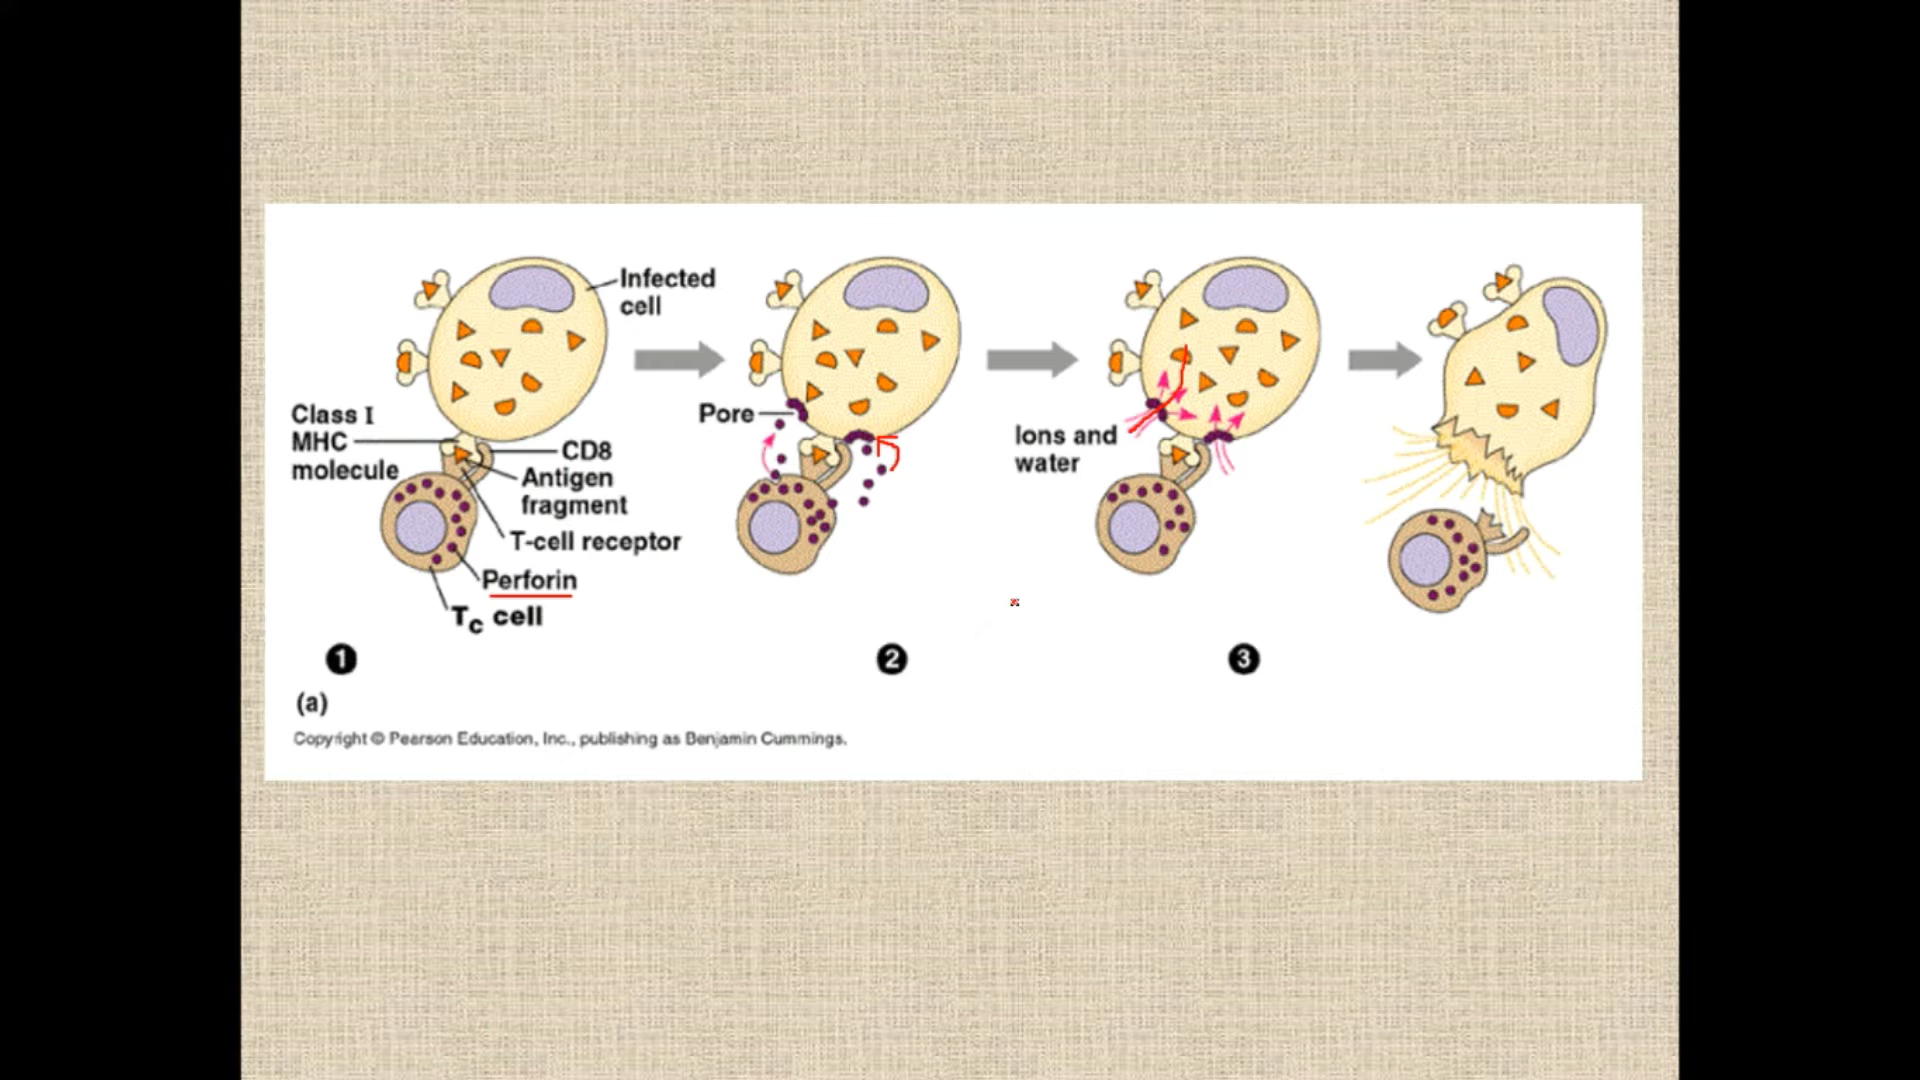 Infected
cell
Class I
MHC
molecule
CD8
Antigen
fragment
T-cell receptor
Perforin
Tc cell
Pore
Ions and
water
1
2
3
(a)
Copyright © Pearson Education, Inc., publishing as Benjamin Cummings.